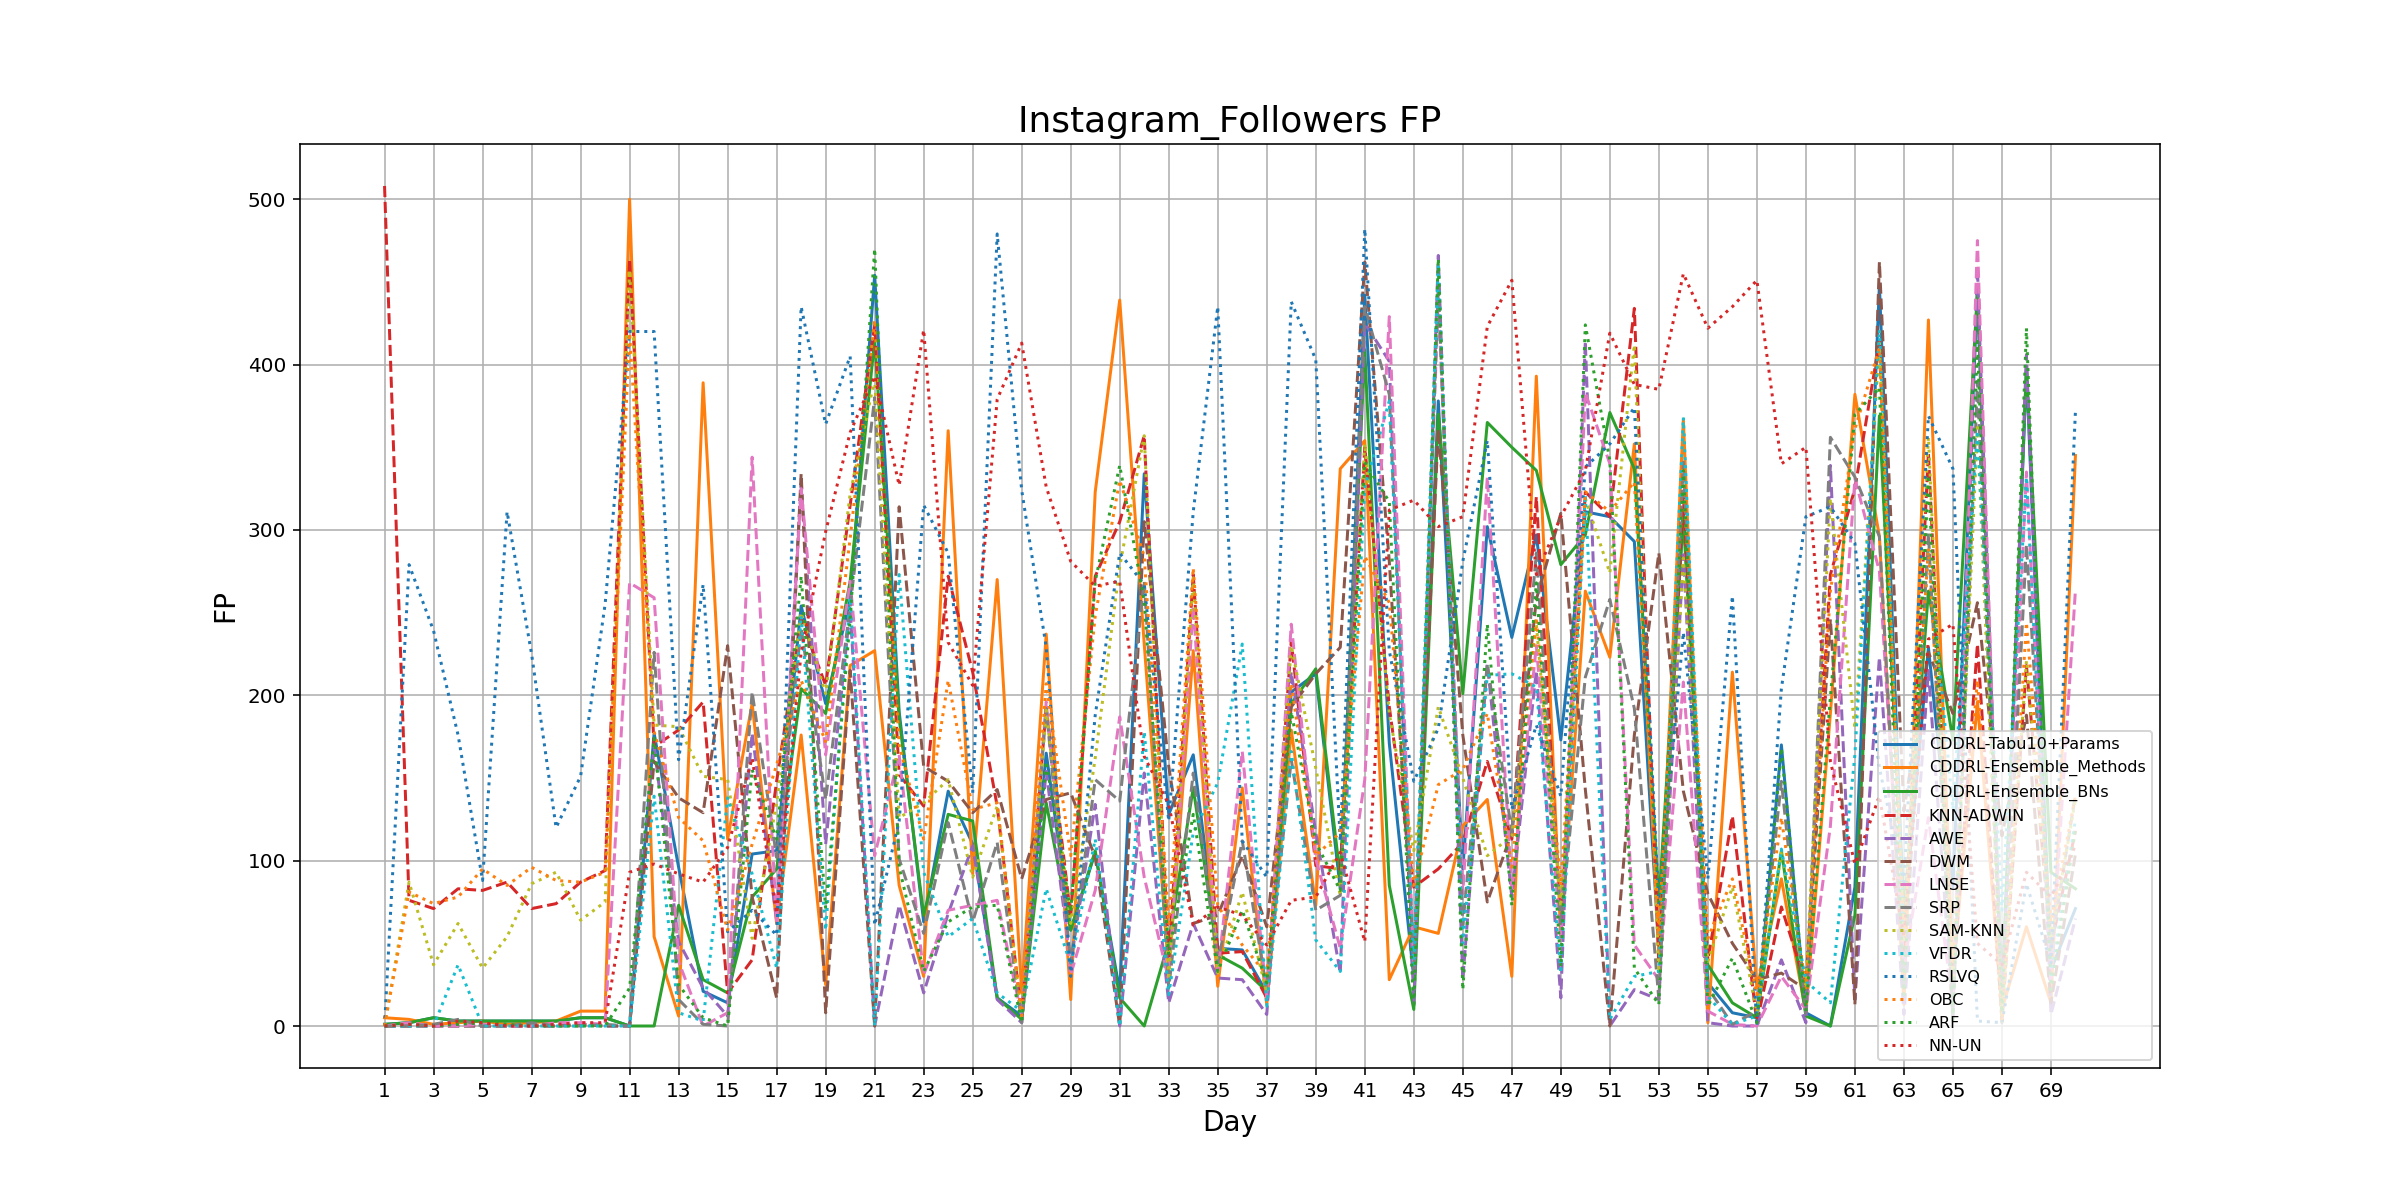 Instagram_Followers FP
FP
500
400
300
200
100
0
1 3 5 7 9 11 13 15 17 19 21 23 25 27 29 31 33 35 37 39 41 43 45 47 49 51 53 55 57 59 61 63 65 67 69
Day
CDDRL-Tabu10+Params
CDDRL-Ensemble_Methods
CDDRL-Ensemble_BNs
KNN-ADWIN
AWE
DWM
LNSE
SRP
SAM-KNN
VFDR
RSLVQ
OBC
ARF
NN-UN